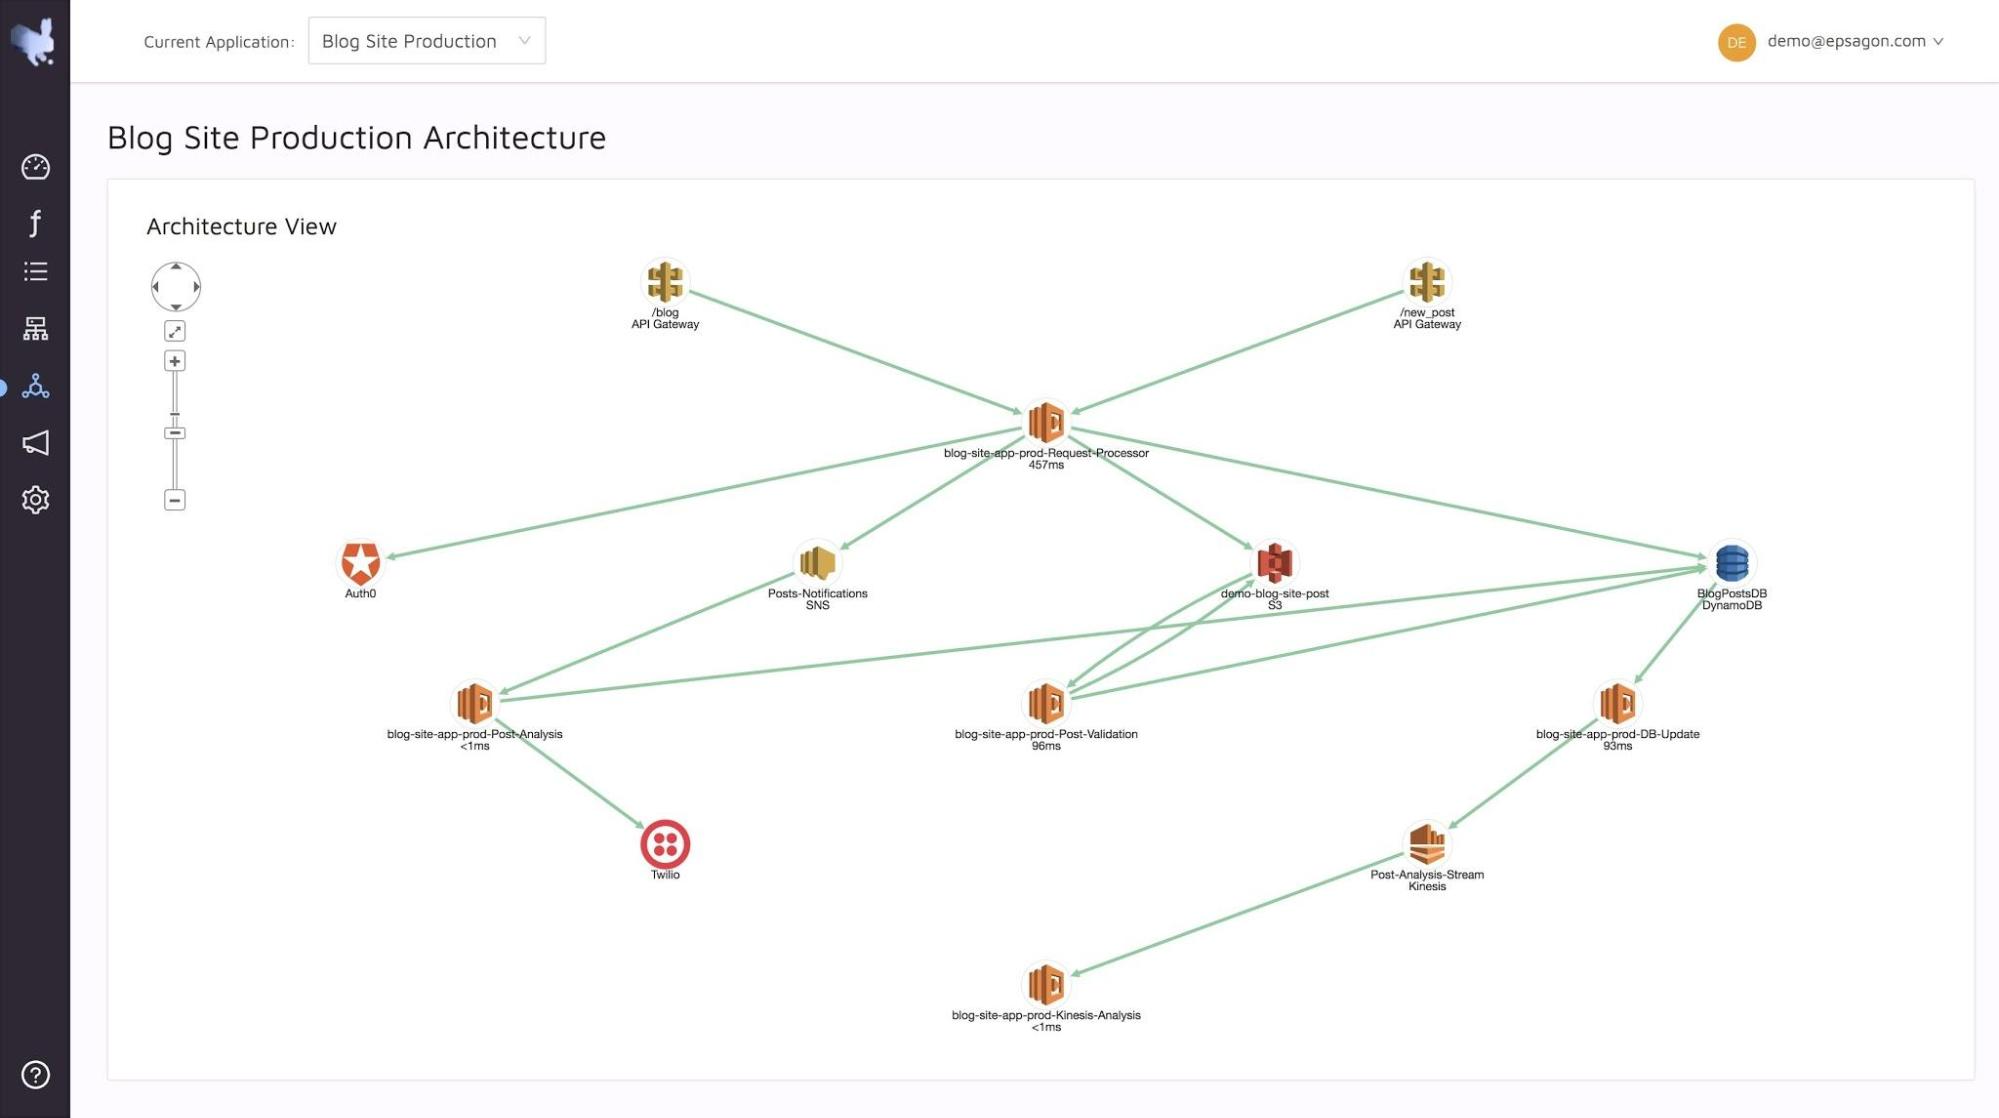 Current Application:
Blog Site Production
DE
demo@epsagon.com
Blog Site Production Architecture
Architecture View
/blog
API Gateway
/new_post
API Gateway
blog-site-app-prod-Request-Processor
457ms
Auth0
Posts-Notifications
SNS
demo-blog-site-post
S3
BlogPostsDB
DynamoDB
blog-site-app-prod-Post-Analysis
<1ms
blog-site-app-prod-Post-Validation
96ms
blog-site-app-prod-DB-Update
93ms
Twilio
Post-Analysis-Stream
Kinesis
blog-site-app-prod-Kinesis-Analysis
<1ms